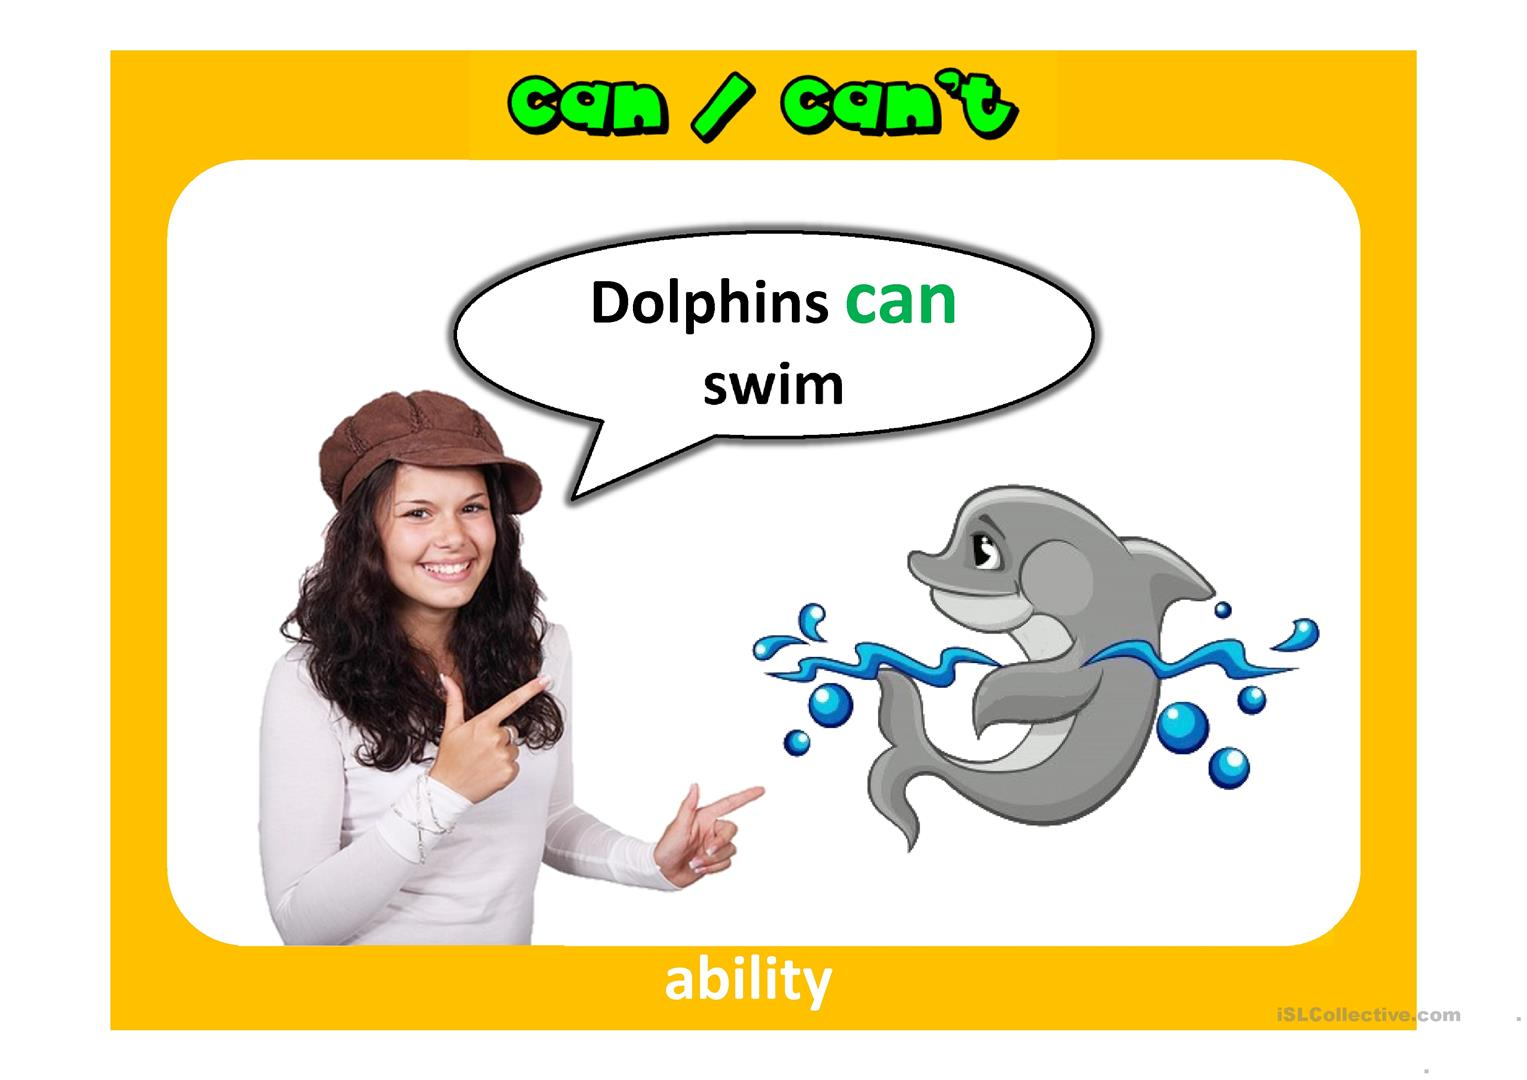 can / can't
Dolphins can
swim
ability
iSLCollective.com